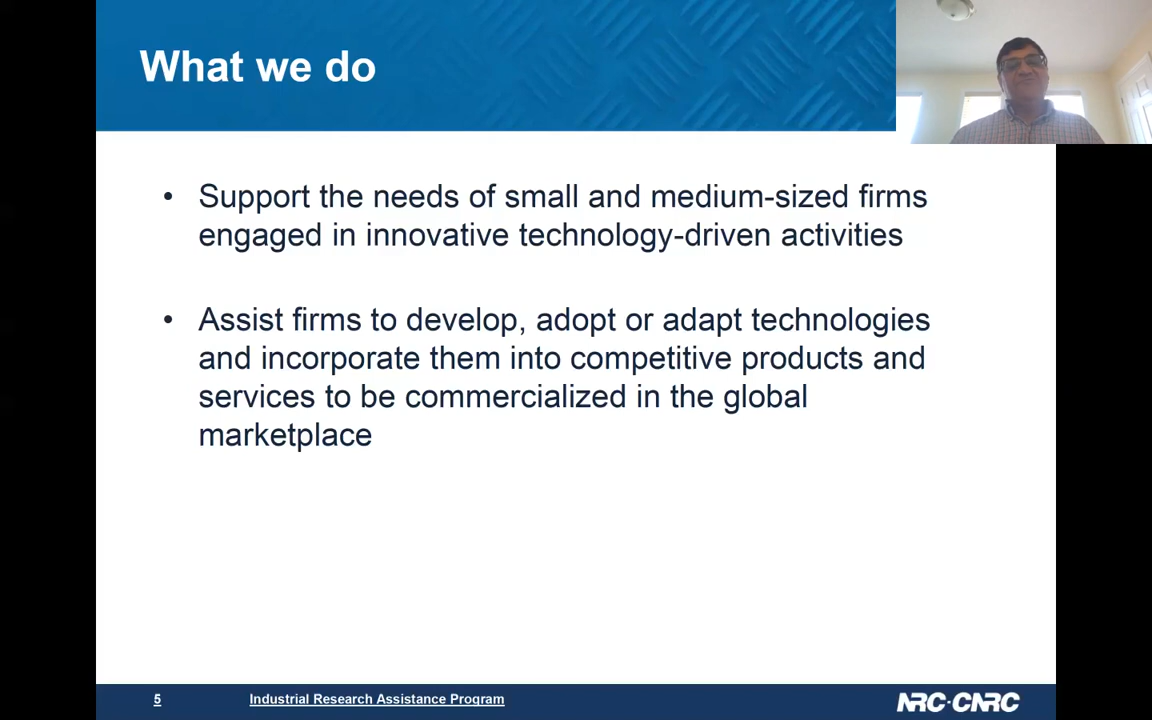 What we do
• Support the needs of small and medium-sized firms
engaged in innovative technology-driven activities
• Assist firms to develop, adopt or adapt technologies
and incorporate them into competitive products and
services to be commercialized in the global
marketplace
5 Industrial Research Assistance Program NRC·CNRC